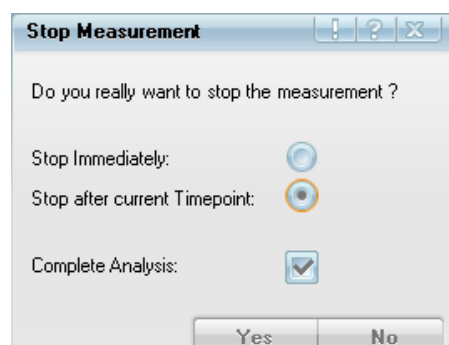 Stop Measurement
Do you really want to stop the measurement ?
Stop Immediately:
Stop after current Timepoint:
Complete Analysis:
Yes No